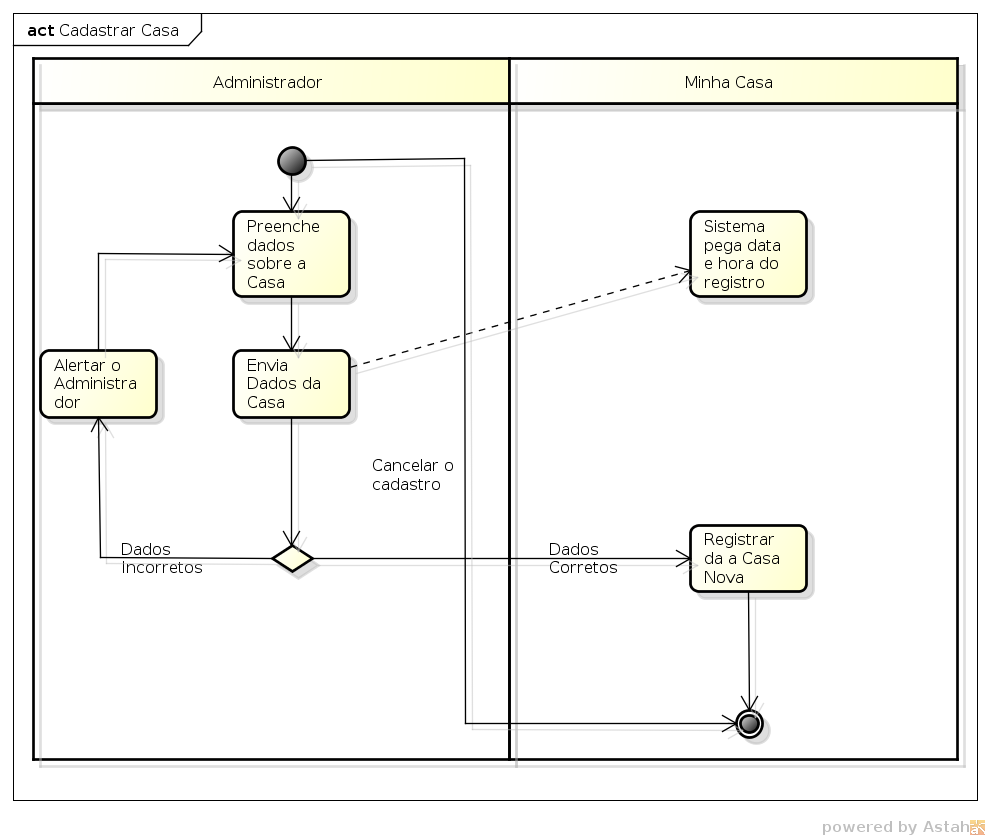 act Cadastrar Casa
Administrador
Minha Casa
Preenche
dados
sobre a
Casa
Sistema
pega data
e hora do
registro
Alertar o
Administra
dor
Envia
Dados da
Casa
Cancelar o
cadastro
Dados
Incorretos
Dados
Corretos
Registrar
da a Casa
Nova
powered by Astah